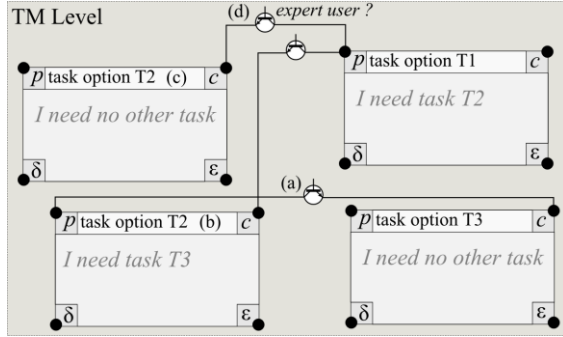 TM Level
(d) expert user ?
p task option T2 (c) c
I need no other task
δ ε
p task option T1 c
I need task T2
δ ε
(a)
p task option T2 (b) c
I need task T3
δ ε
p task option T3 c
I need no other task
δ ε